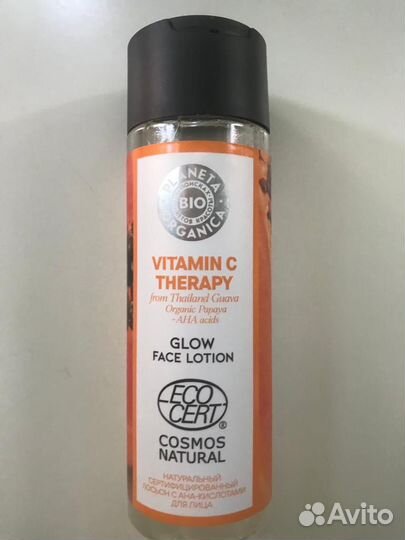 PLANETA
ORGANICA
BIO
VITAMIN C
THERAPY
from Thailand Guava
Organic Papaya
~AHA acids
GLOW
FACE LOTION
ECO
CERT
®
COSMOS
NATURAL
НАТУРАЛЬНЫЙ
СЕРТИФИЦИРОВАННЫЙ
ЛОСЬОН С АНА-КИСЛОТАМИ
ДЛЯ ЛИЦА
Avito